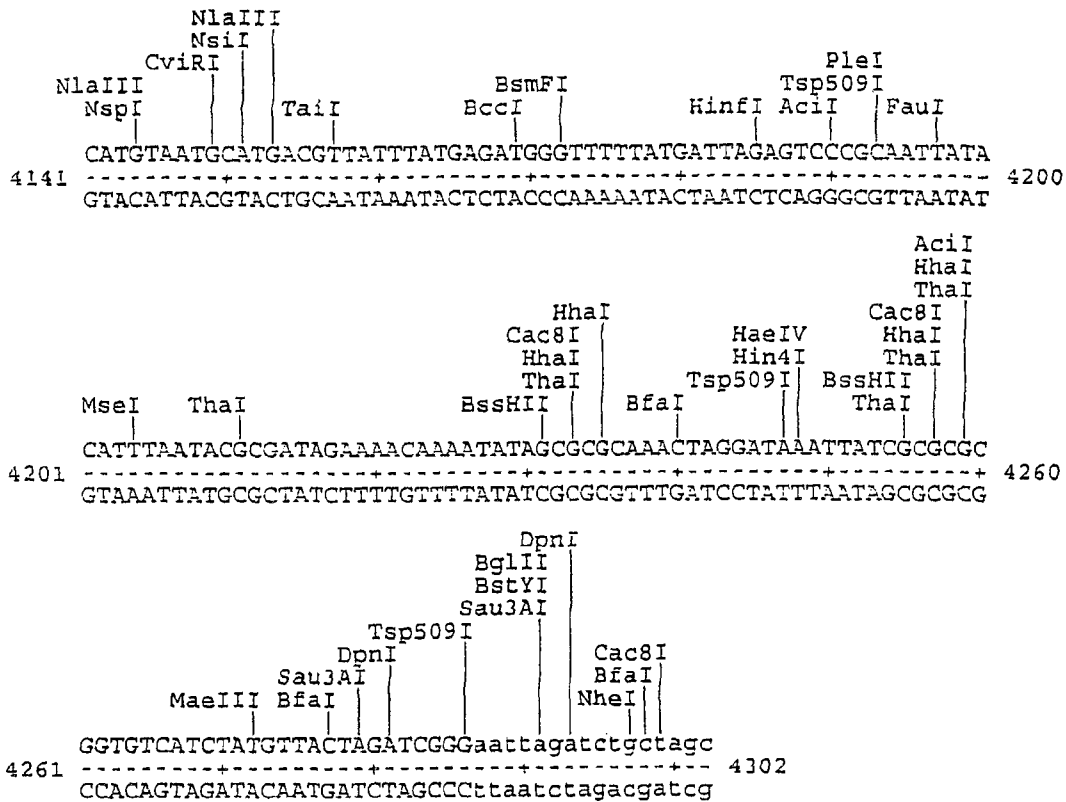 NlaIII
NsiI
CviRI PleI
NlaIII BsmFI Tsp509I
NspI TaiI BccI HinfI AciI FauI
CATGTAATGCATGACGTTATTTATGAGATGGGTTTTTATGATTAGAGTCCCGCAATTATA
4141 ---------+---------+---------+---------+---------+---------- 4200
GTACATTACGTACTGCAATAAATACTCTACCCAAAAATACTAATCTCAGGGCGTTAATAT
AciI
HhaI
ThaI
HhaI Cac8I
Cac8I HaeIV HhaI
HhaI Hin4I ThaI
ThaI Tsp509I BssHII
MseI ThaI BssHII BfaI ThaI
CATTTAATACGCGATAGAAAACAAAATATAGCGCGCAAACTAGGATAAATTATCGCGCGC
4201 ---------+---------+---------+---------+---------+---------+ 4260
GTAAATTATGCGCTATCTTTTGTTTTATATCGCGCGTTTGATCCTATTTAATAGCGCGCG
DpnI
BglII
BstYI
Sau3AI
Tsp509I
DpnI Cac8I
Sau3AI BfaI
MaeIII BfaI NheI
GGTGTCATCTATGTTACTAGATCGGGaattagatctgctagc
4261 ---------+---------+---------+---------+-- 4302
CCACAGTAGATACAATGATCTAGCCCttaatctagacgatcg